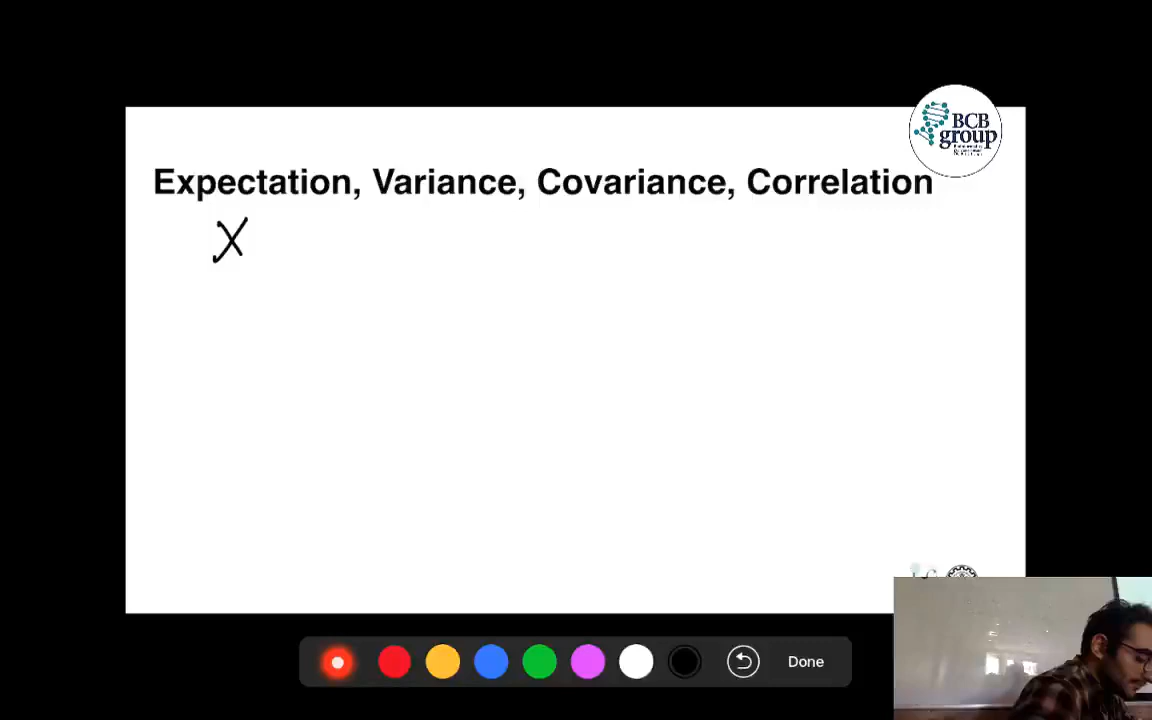 BCB
group
Expectation, Variance, Covariance, Correlation
X
Done